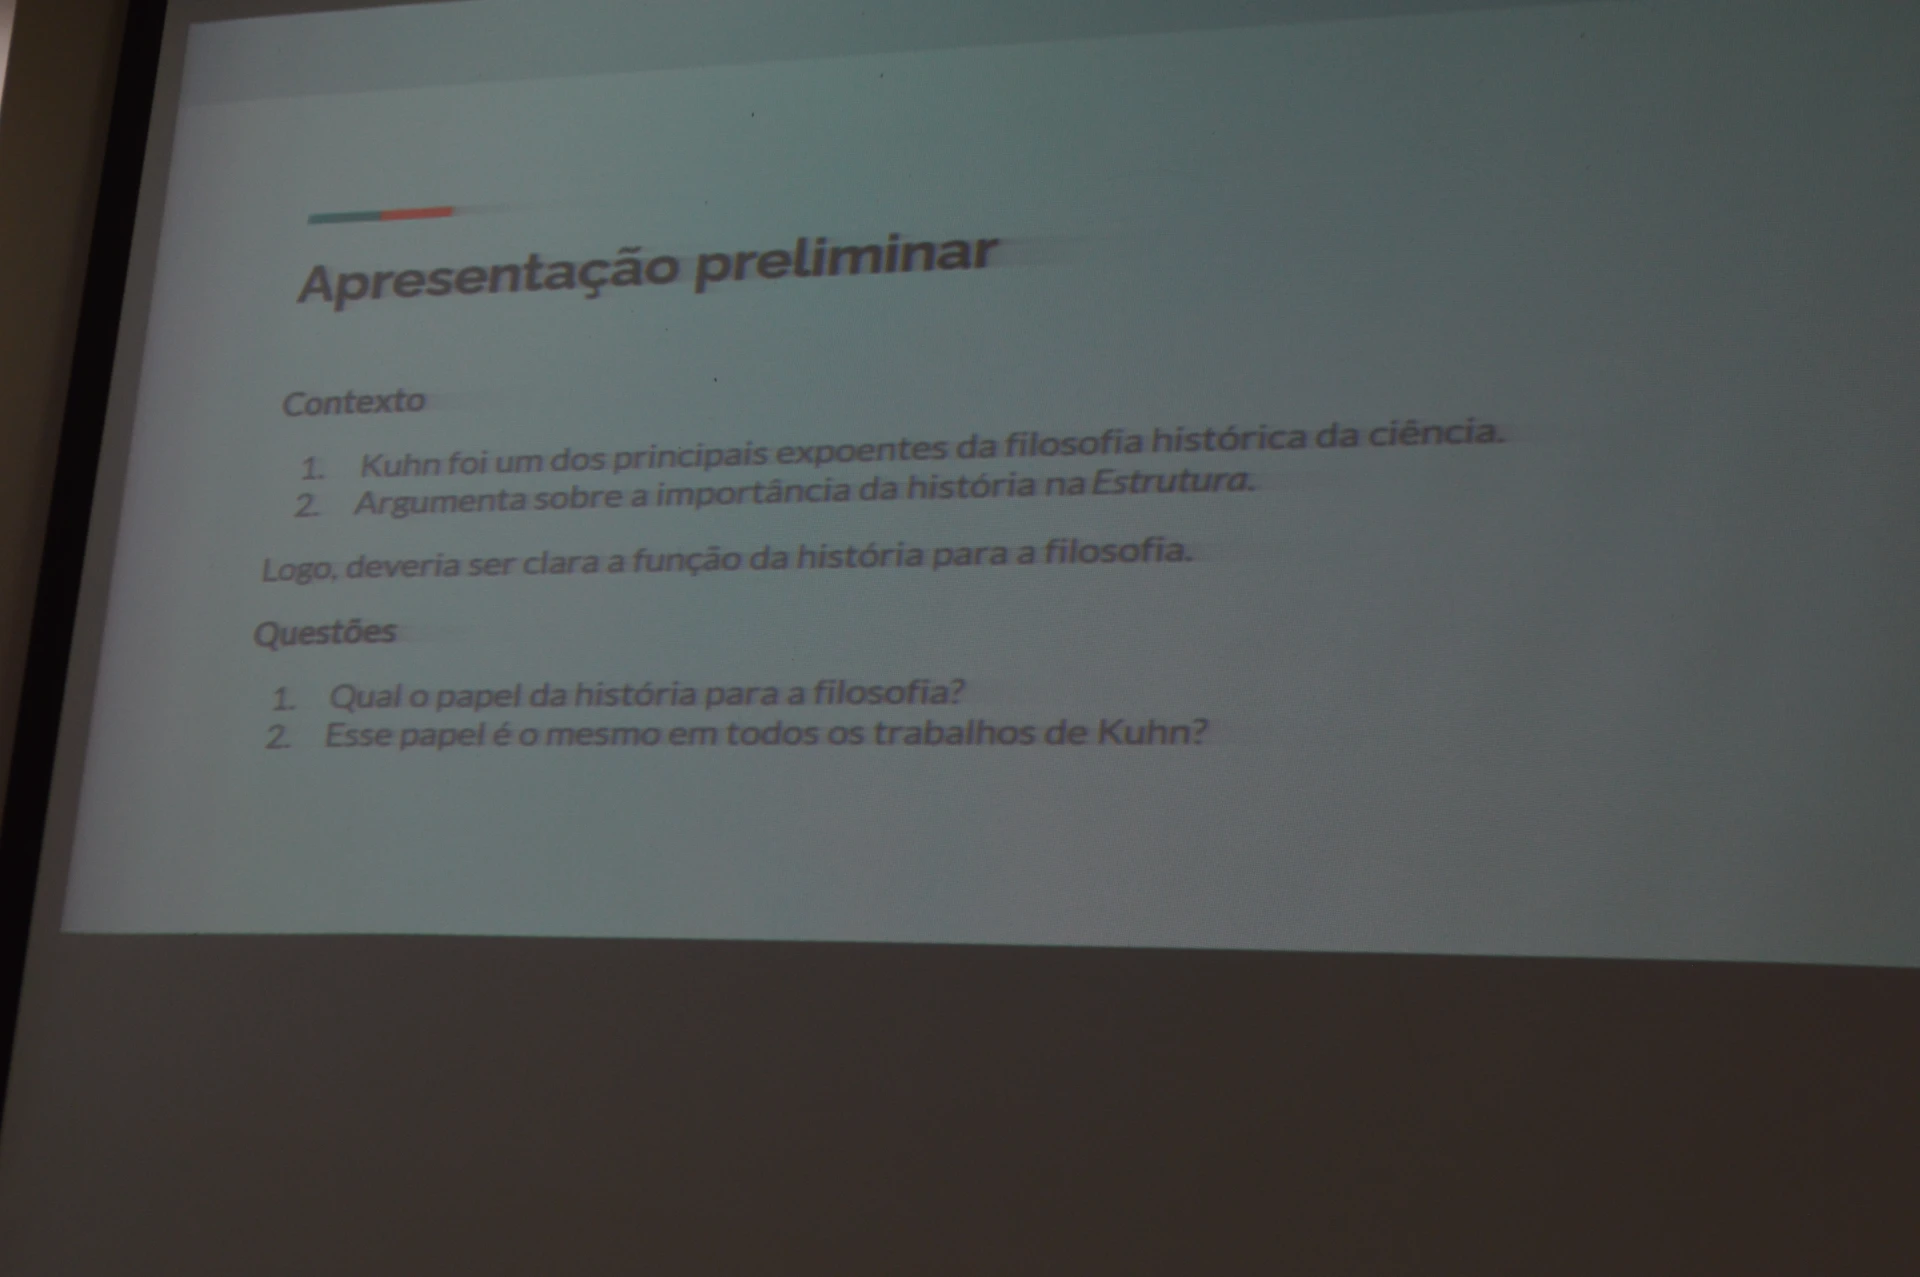 Apresentação preliminar
Contexto
1. Kuhn foi um dos principais expoentes da filosofia histórica da ciência.
2. Argumenta sobre a importância da história na Estrutura.
Logo, deveria ser clara a função da história para a filosofia.
Questões
1. Qual o papel da história para a filosofia?
2. Esse papel é o mesmo em todos os trabalhos de Kuhn?